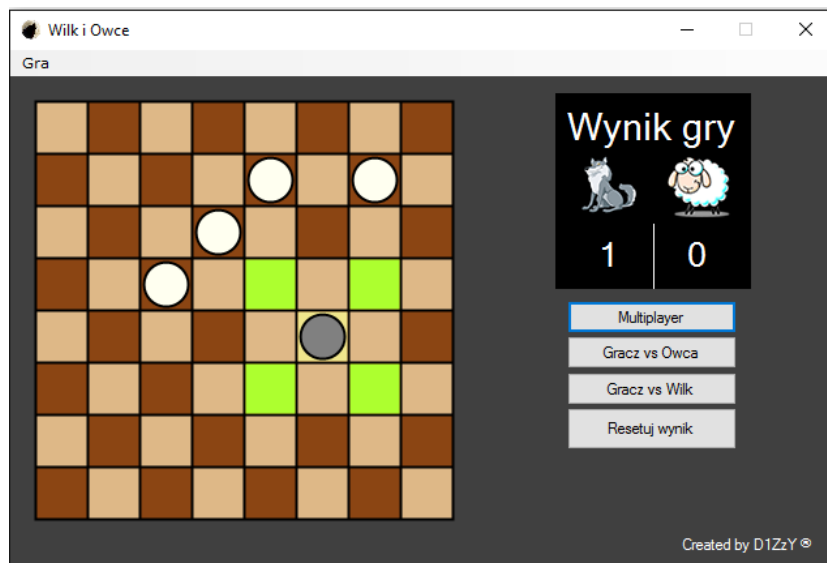 Wilk i Owce
Gra
Wynik gry
1 0
Multiplayer
Gracz vs Owca
Gracz vs Wilk
Resetuj wynik
Created by D1ZzY ®